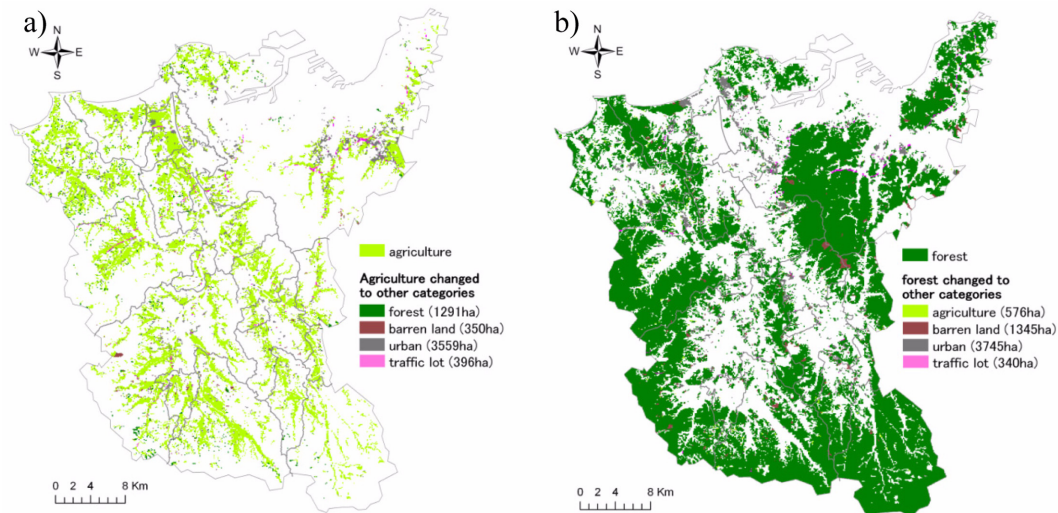 a)
N
W E
S
agriculture
Agriculture changed
to other categories
forest (1291ha)
barren land (350ha)
urban (3559ha)
traffic lot (396ha)
0 2 4 8 Km
b)
N
W E
S
forest
forest changed to
other categories
agriculture (576ha)
barren land (1345ha)
urban (3745ha)
traffic lot (340ha)
0 2 4 8 Km